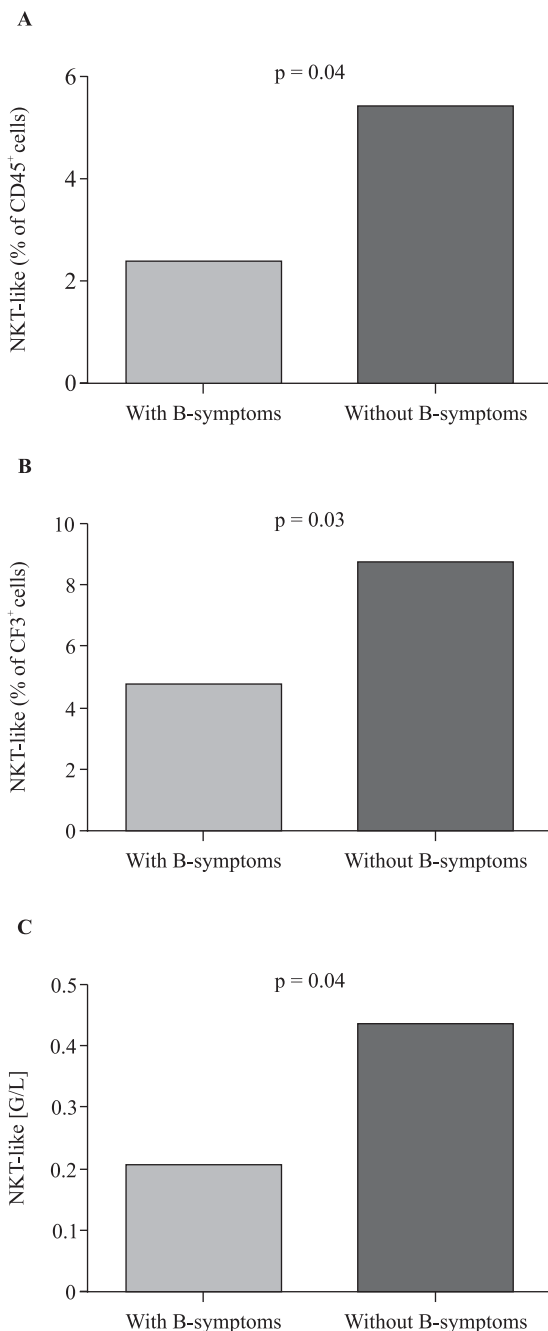 A
p = 0.04
NKT-like (% of CD45⁺ cells)
6
4
2
0
With B-symptoms
Without B-symptoms
B
p = 0.03
NKT-like (% of CF3⁺ cells)
10
8
6
4
2
0
With B-symptoms
Without B-symptoms
C
p = 0.04
NKT-like [G/L]
0.5
0.4
0.3
0.2
0.1
0
With B-symptoms
Without B-symptoms